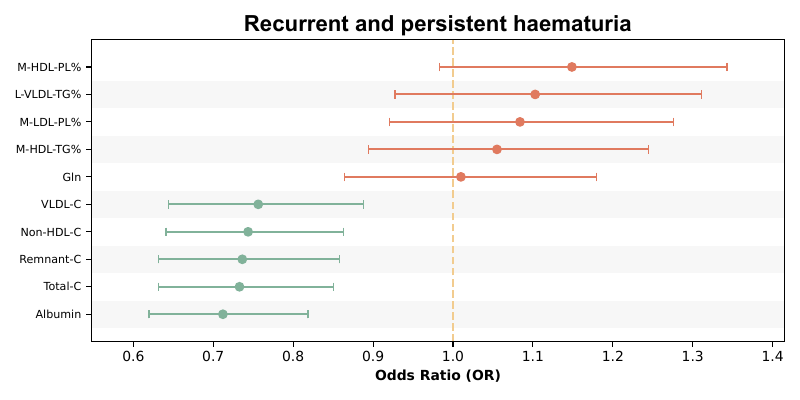 Recurrent and persistent haematuria
M-HDL-PL%
L-VLDL-TG%
M-LDL-PL%
M-HDL-TG%
Gln
VLDL-C
Non-HDL-C
Remnant-C
Total-C
Albumin
0.6 0.7 0.8 0.9 1.0 1.1 1.2 1.3 1.4
Odds Ratio (OR)